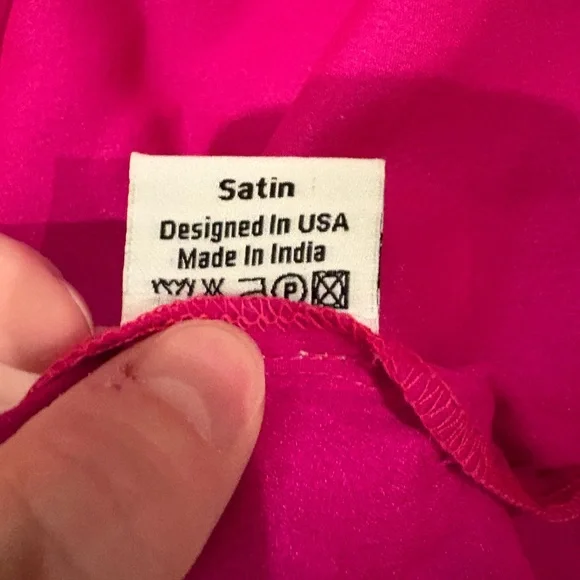 Satin
Designed In USA
Made In India
P